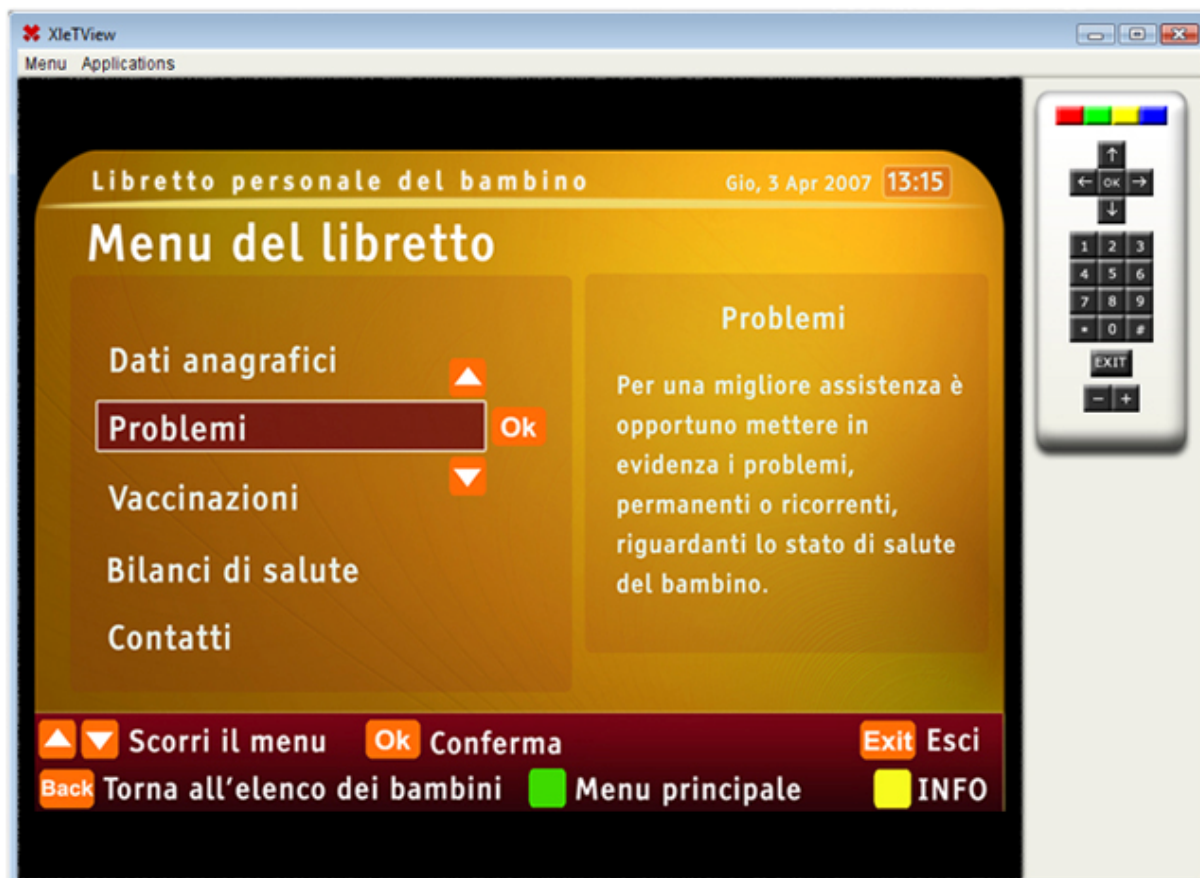 XleTView
Menu Applications
Libretto personale del bambino
Gio, 3 Apr 2007 13:15
Menu del libretto
Dati anagrafici
Problemi
Ok
Vaccinazioni
Bilanci di salute
Contatti
Problemi
Per una migliore assistenza è
opportuno mettere in
evidenza i problemi,
permanenti o ricorrenti,
riguardanti lo stato di salute
del bambino.
Scorri il menu
Ok Conferma
Exit Esci
Back Torna all'elenco dei bambini
Menu principale
INFO
OK
1 2 3
4 5 6
7 8 9
* 0 #
EXIT
- +